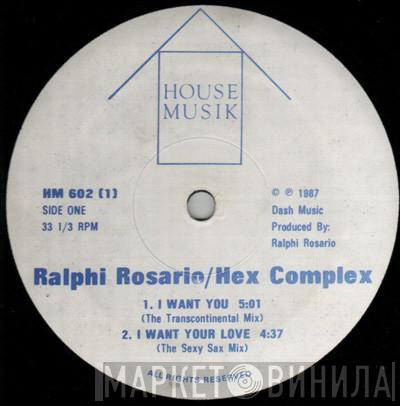 HOUSE
MUSIK
HM 602 (1)
SIDE ONE
33 1/3 RPM
© ℗ 1987
Dash Music
Produced By:
Ralphi Rosario
Ralphi Rosario/Hex Complex
1. I WANT YOU 5:01
(The Transcontinental Mix)
2. I WANT YOUR LOVE 4:37
(The Sexy Sax Mix)
ALL RIGHTS RESERVED
МАРКЕТОВИНИЛА!